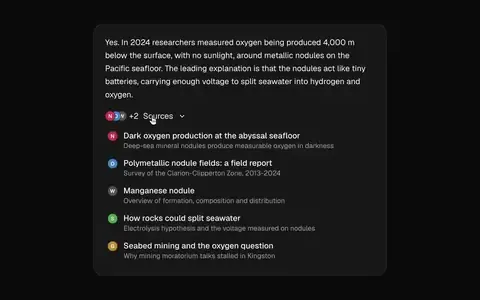 Yes. In 2024 researchers measured oxygen being produced 4,000 m
below the surface, with no sunlight, around metallic nodules on the
Pacific seafloor. The leading explanation is that the nodules act like tiny
batteries, carrying enough voltage to split seawater into hydrogen and
oxygen.
+2 Sources
Dark oxygen production at the abyssal seafloor
Deep-sea mineral nodules produce measurable oxygen in darkness
Polymetallic nodule fields: a field report
Survey of the Clarion-Clipperton Zone, 2013-2024
W Manganese nodule
Overview of formation, composition and distribution
How rocks could split seawater
Electrolysis hypothesis and the voltage measured on nodules
Seabed mining and the oxygen question
Why mining moratorium talks stalled in Kingston